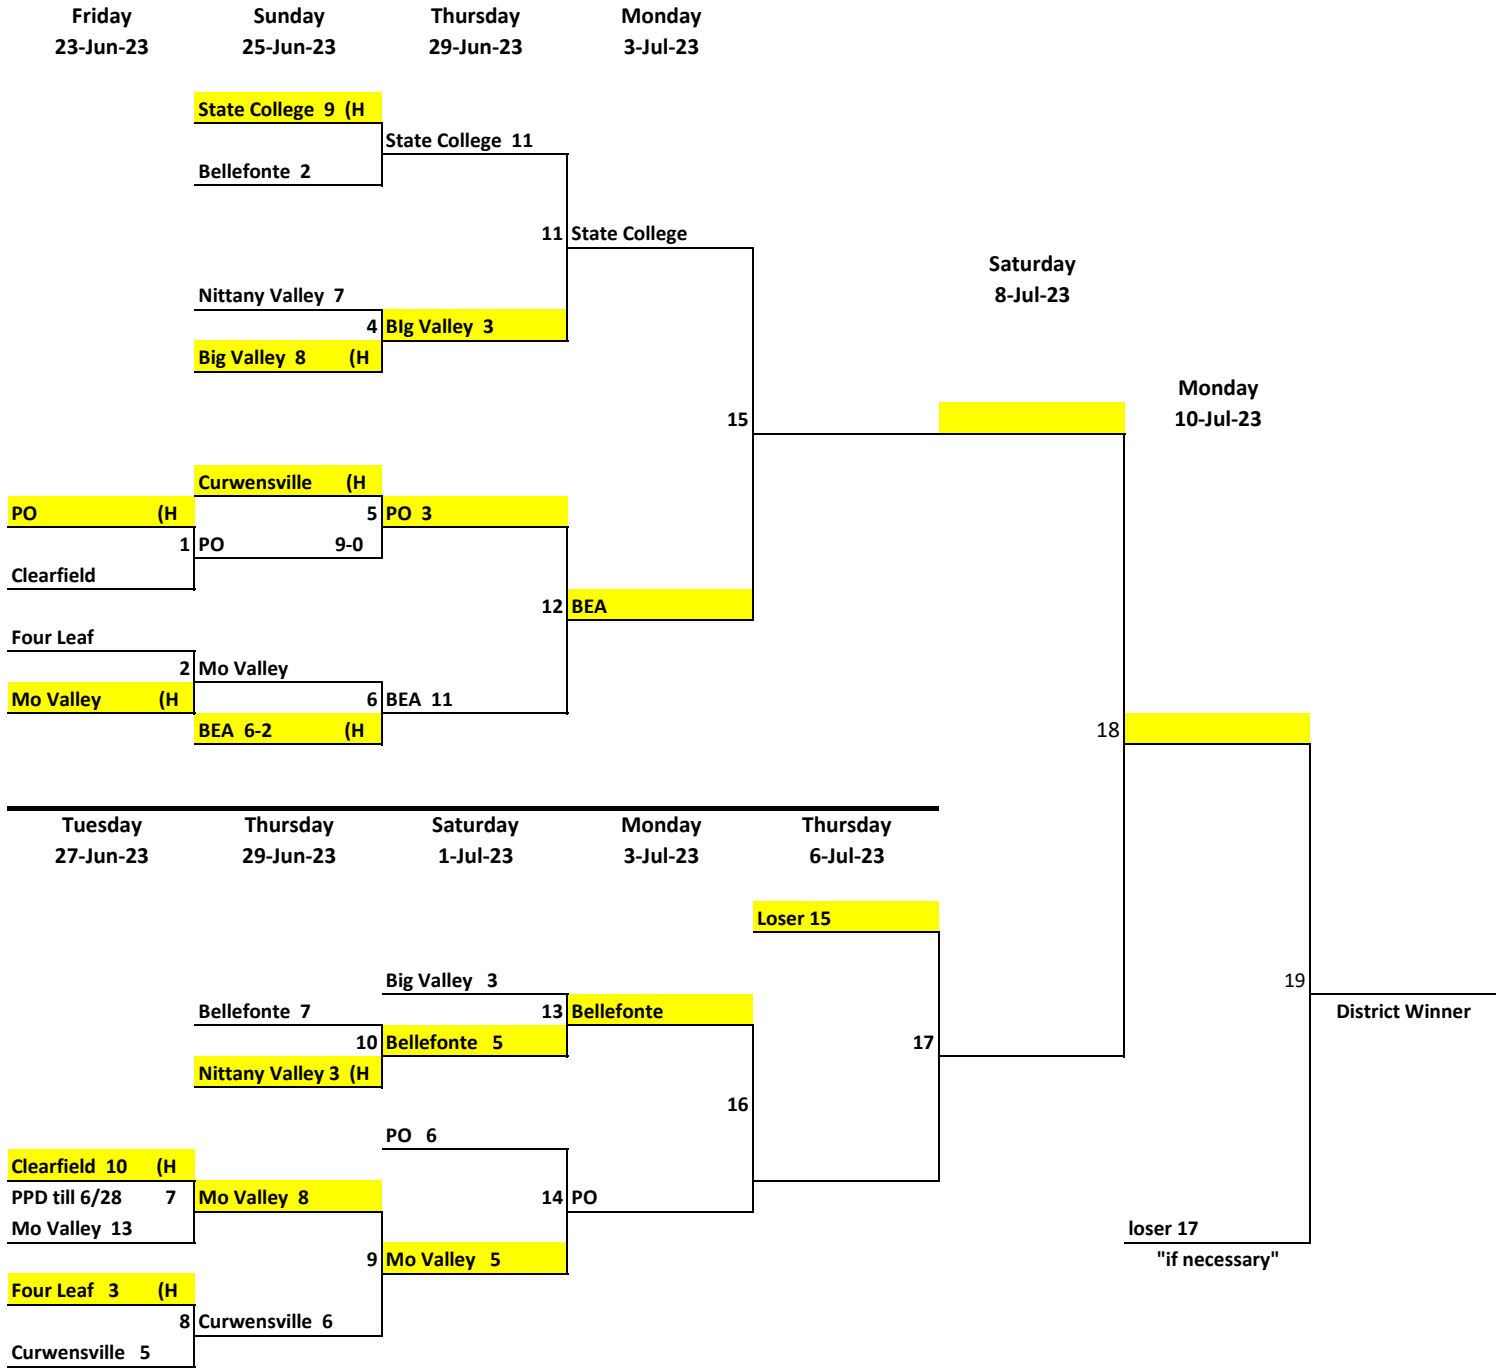 Friday Sunday Thursday Monday
23-Jun-23 25-Jun-23 29-Jun-23 3-Jul-23
State College 9 (H
State College 11
Bellefonte 2
11 State College
Saturday
8-Jul-23
Nittany Valley 7
4 BIg Valley 3
Big Valley 8 (H
Monday
10-Jul-23
15
Curwensville (H
PO (H 5 PO 3
1 PO 9-0
Clearfield
12 BEA
Four Leaf
2 Mo Valley
Mo Valley (H 6 BEA 11
BEA 6-2 (H
18
Tuesday Thursday Saturday Monday Thursday
27-Jun-23 29-Jun-23 1-Jul-23 3-Jul-23 6-Jul-23
Loser 15
Big Valley 3
19
Bellefonte 7 13 Bellefonte
District Winner
10 Bellefonte 5 17
Nittany Valley 3 (H
16
PO 6
Clearfield 10 (H
PPD till 6/28 7 Mo Valley 8 14 PO
Mo Valley 13
loser 17
9 Mo Valley 5
"if necessary"
Four Leaf 3 (H
8 Curwensville 6
Curwensville 5